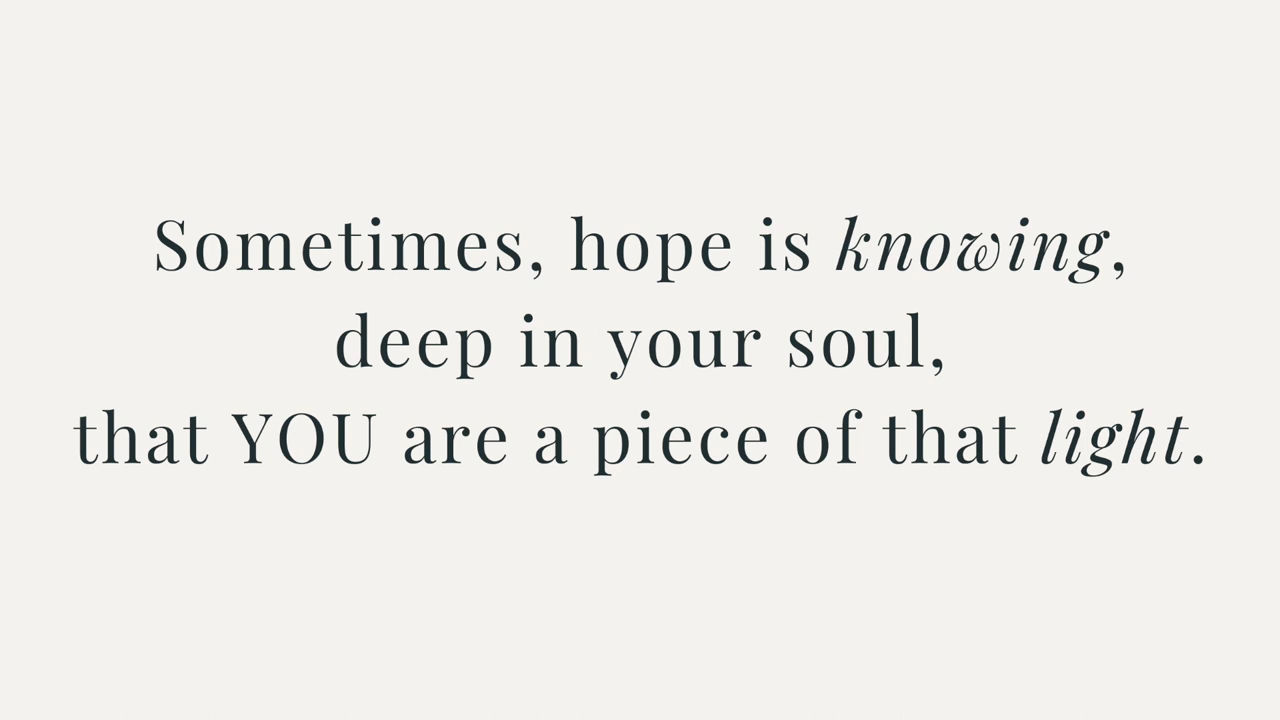 Sometimes, hope is knowing,
deep in your soul,
that YOU are a piece of that light.